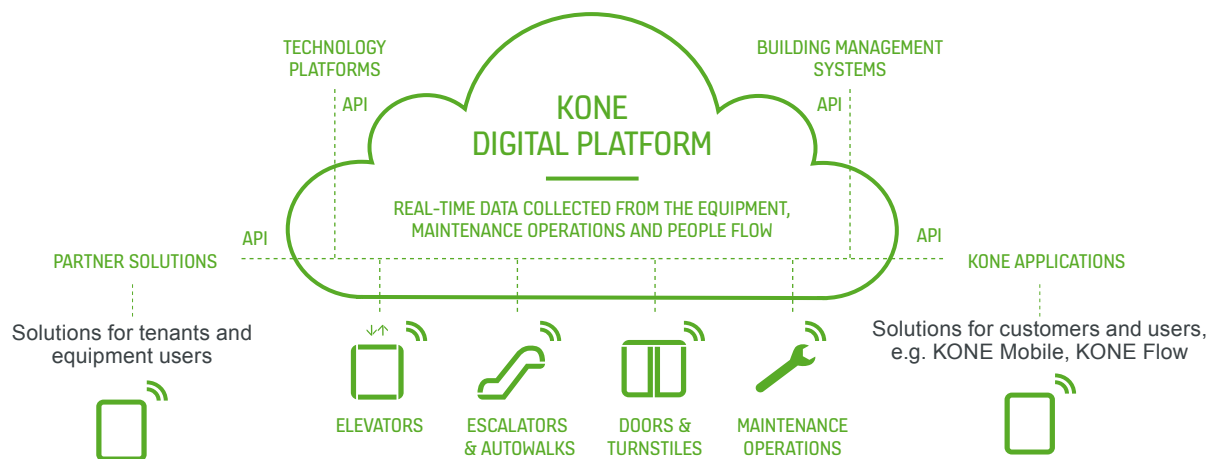 TECHNOLOGY
PLATFORMS
BUILDING MANAGEMENT
SYSTEMS
API
API
KONE
DIGITAL PLATFORM
REAL-TIME DATA COLLECTED FROM THE EQUIPMENT,
MAINTENANCE OPERATIONS AND PEOPLE FLOW
API
API
PARTNER SOLUTIONS
KONE APPLICATIONS
Solutions for tenants and
equipment users
Solutions for customers and users,
e.g. KONE Mobile, KONE Flow
ELEVATORS
ESCALATORS
& AUTOWALKS
DOORS &
TURNSTILES
MAINTENANCE
OPERATIONS